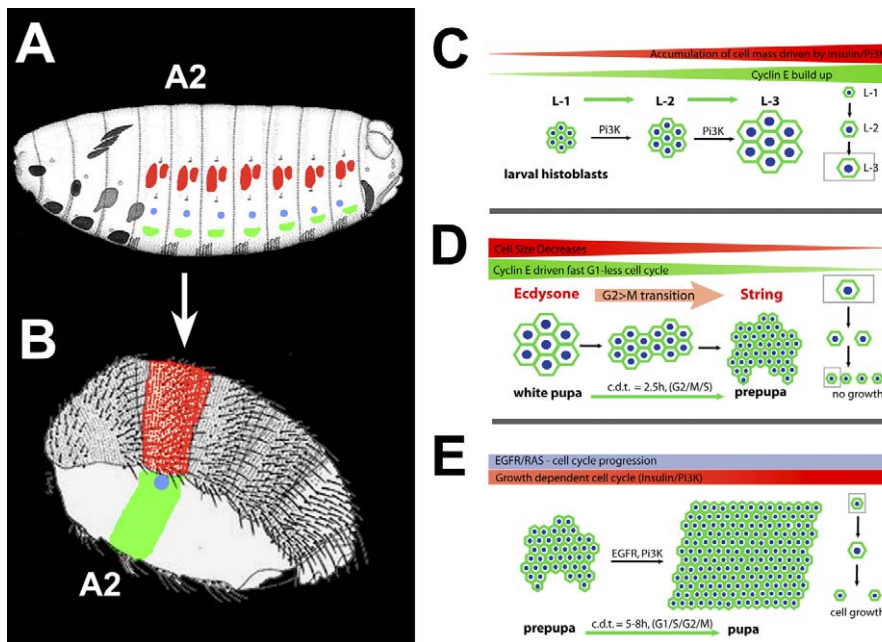 A
A2
B
A2
C
Accumulation of cell mass driven by insulin/Pi3K
Cyclin E build up
L-1
L-2
L-3
Pi3K
Pi3K
larval histoblasts
L-1
L-2
L-3
D
Cell Size Decreases
Cyclin E driven fast G1-less cell cycle
Ecdysone
G2>M transition
String
white pupa
c.d.t. = 2.5h, (G2/M/S)
prepupa
no growth
E
EGFR/RAS - cell cycle progression
Growth dependent cell cycle (Insulin/Pi3K)
EGFR, Pi3K
prepupa
c.d.t. = 5-8h, (G1/S/G2/M)
pupa
cell growth